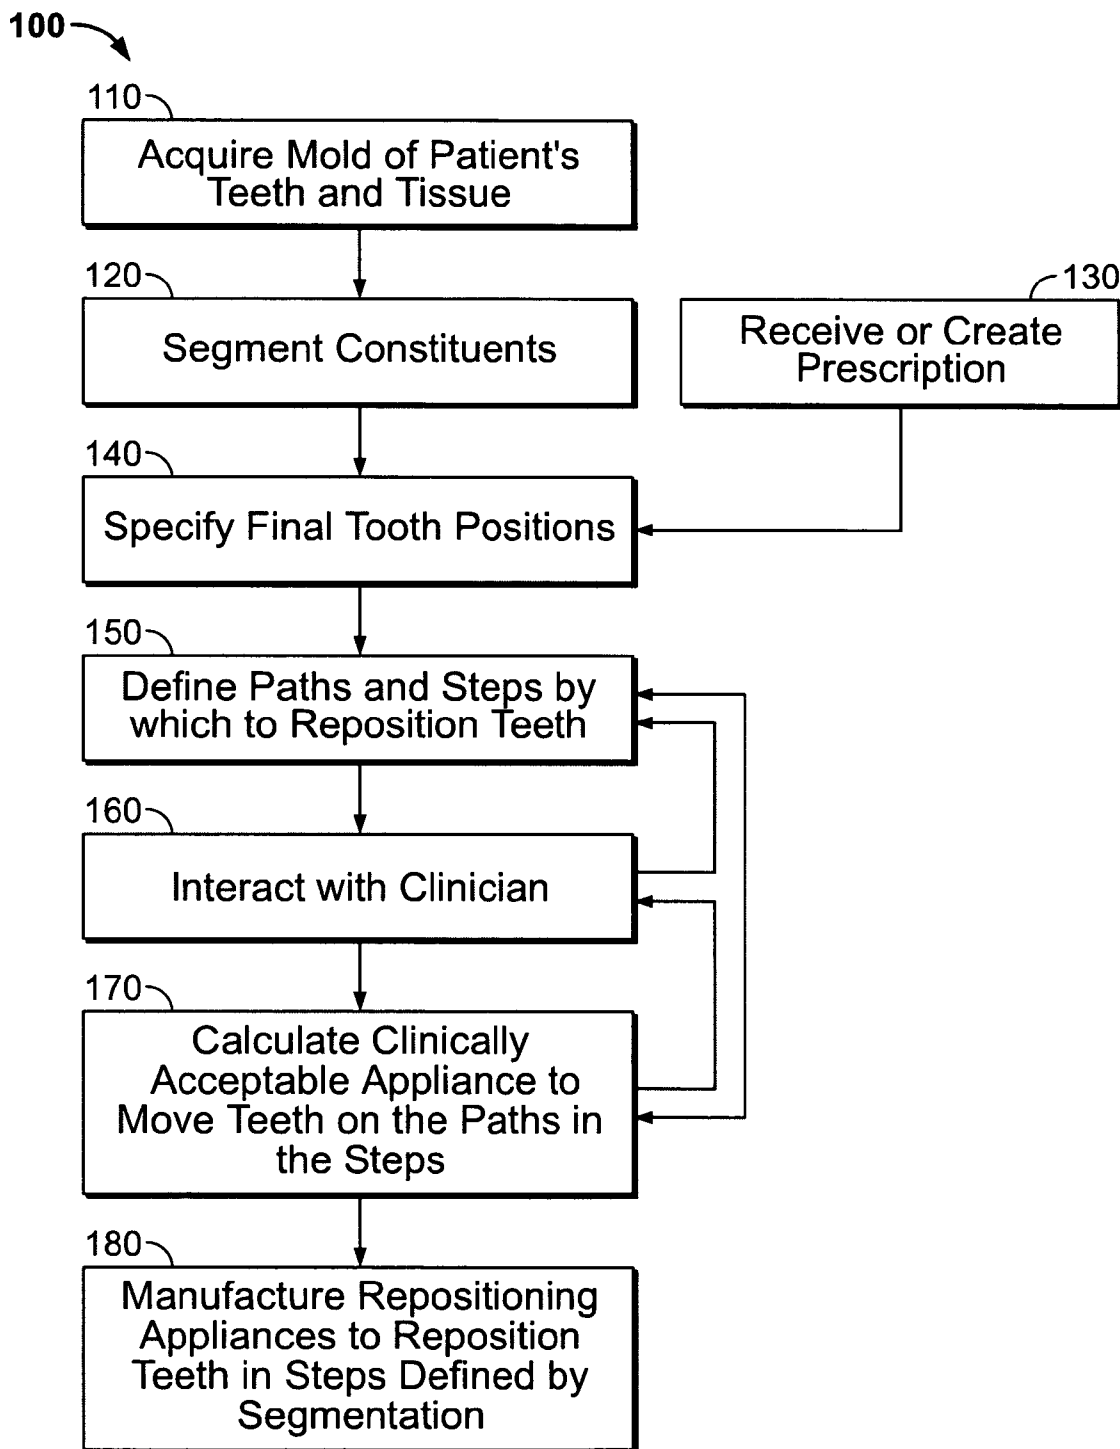 100
110
Acquire Mold of Patient's
Teeth and Tissue
120
Segment Constituents
130
Receive or Create
Prescription
140
Specify Final Tooth Positions
150
Define Paths and Steps by
which to Reposition Teeth
160
Interact with Clinician
170
Calculate Clinically
Acceptable Appliance to
Move Teeth on the Paths in
the Steps
180
Manufacture Repositioning
Appliances to Reposition
Teeth in Steps Defined by
Segmentation